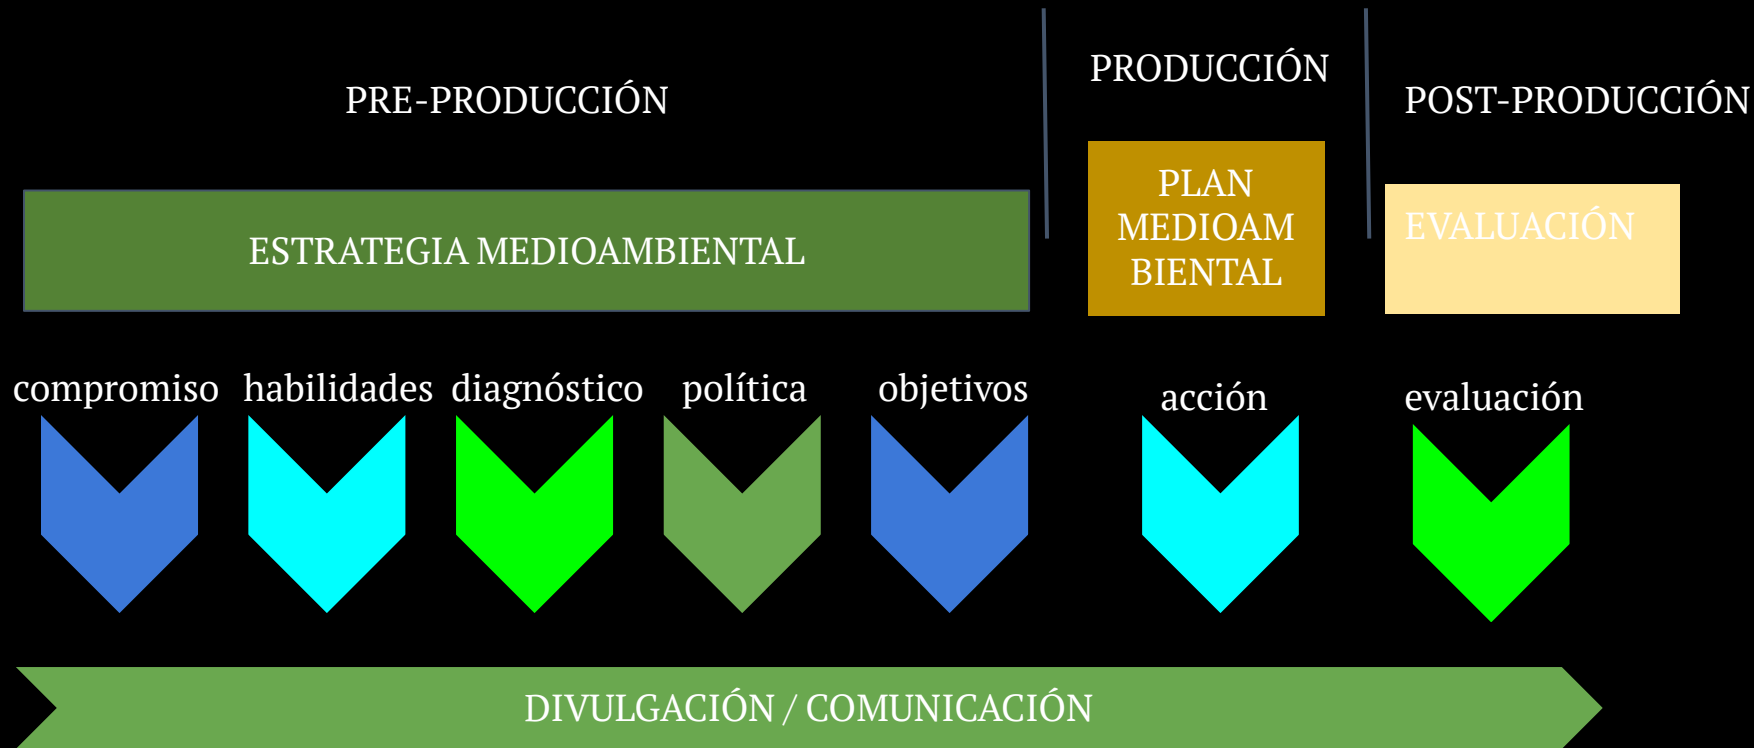 PRE-PRODUCCIÓN
PRODUCCIÓN
POST-PRODUCCIÓN
ESTRATEGIA MEDIOAMBIENTAL
PLAN
MEDIOAM
BIENTAL
EVALUACIÓN
compromiso
habilidades
diagnóstico
política
objetivos
acción
evaluación
DIVULGACIÓN / COMUNICACIÓN